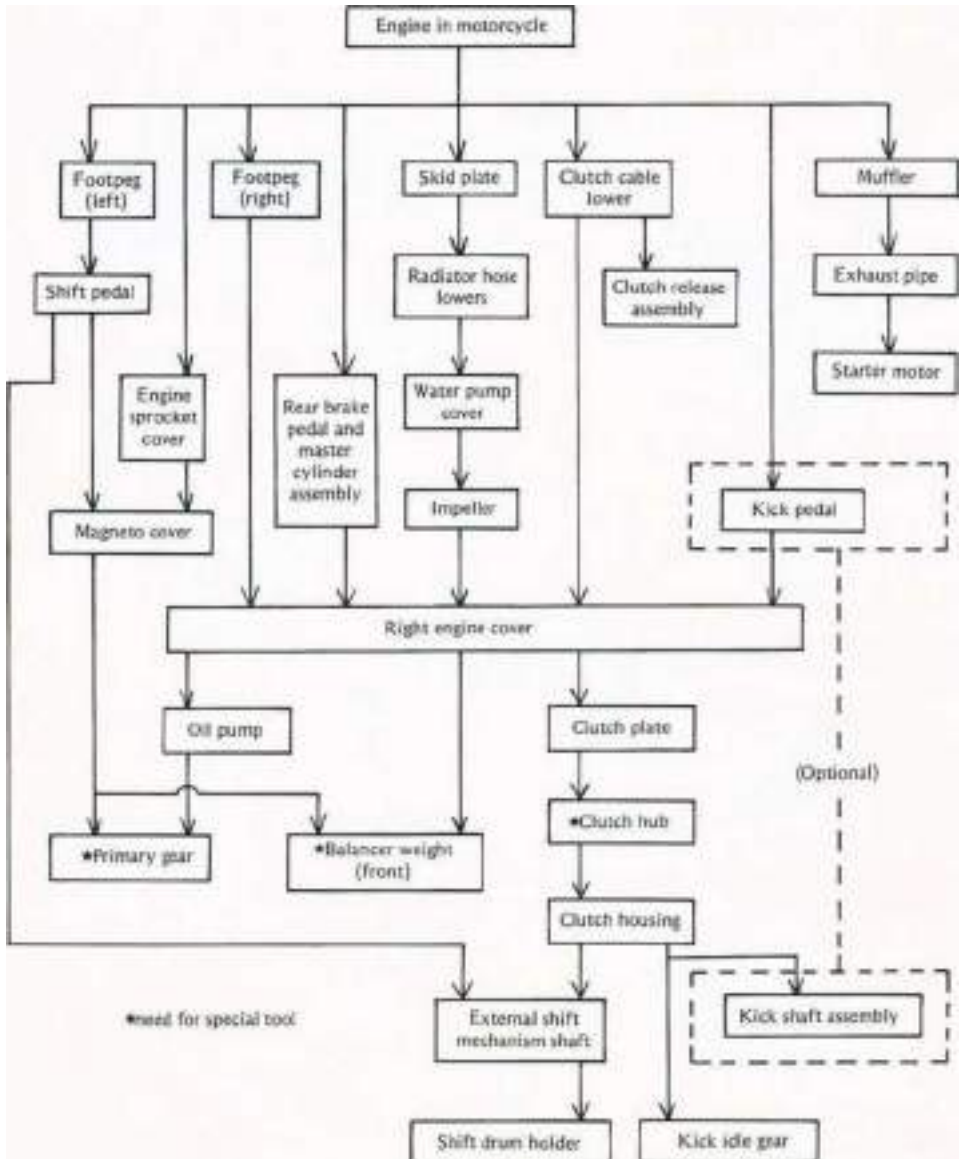 Engine in motorcycle
Footpeg
(left)
Footpeg
(right)
Skid plate
Clutch cable
lower
Muffler
Shift pedal
Radiator hose
lowers
Clutch release
assembly
Exhaust pipe
Engine
sprocket
cover
Rear brake
pedal and
master
cylinder
assembly
Water pump
cover
Starter motor
Magneto cover
Impeller
Kick pedal
Right engine cover
Oil pump
Clutch plate
(Optional)
★Primary gear
★Balancer weight
(front)
★Clutch hub
Clutch housing
★need for special tool
External shift
mechanism shaft
Kick shaft assembly
Shift drum holder
Kick idle gear